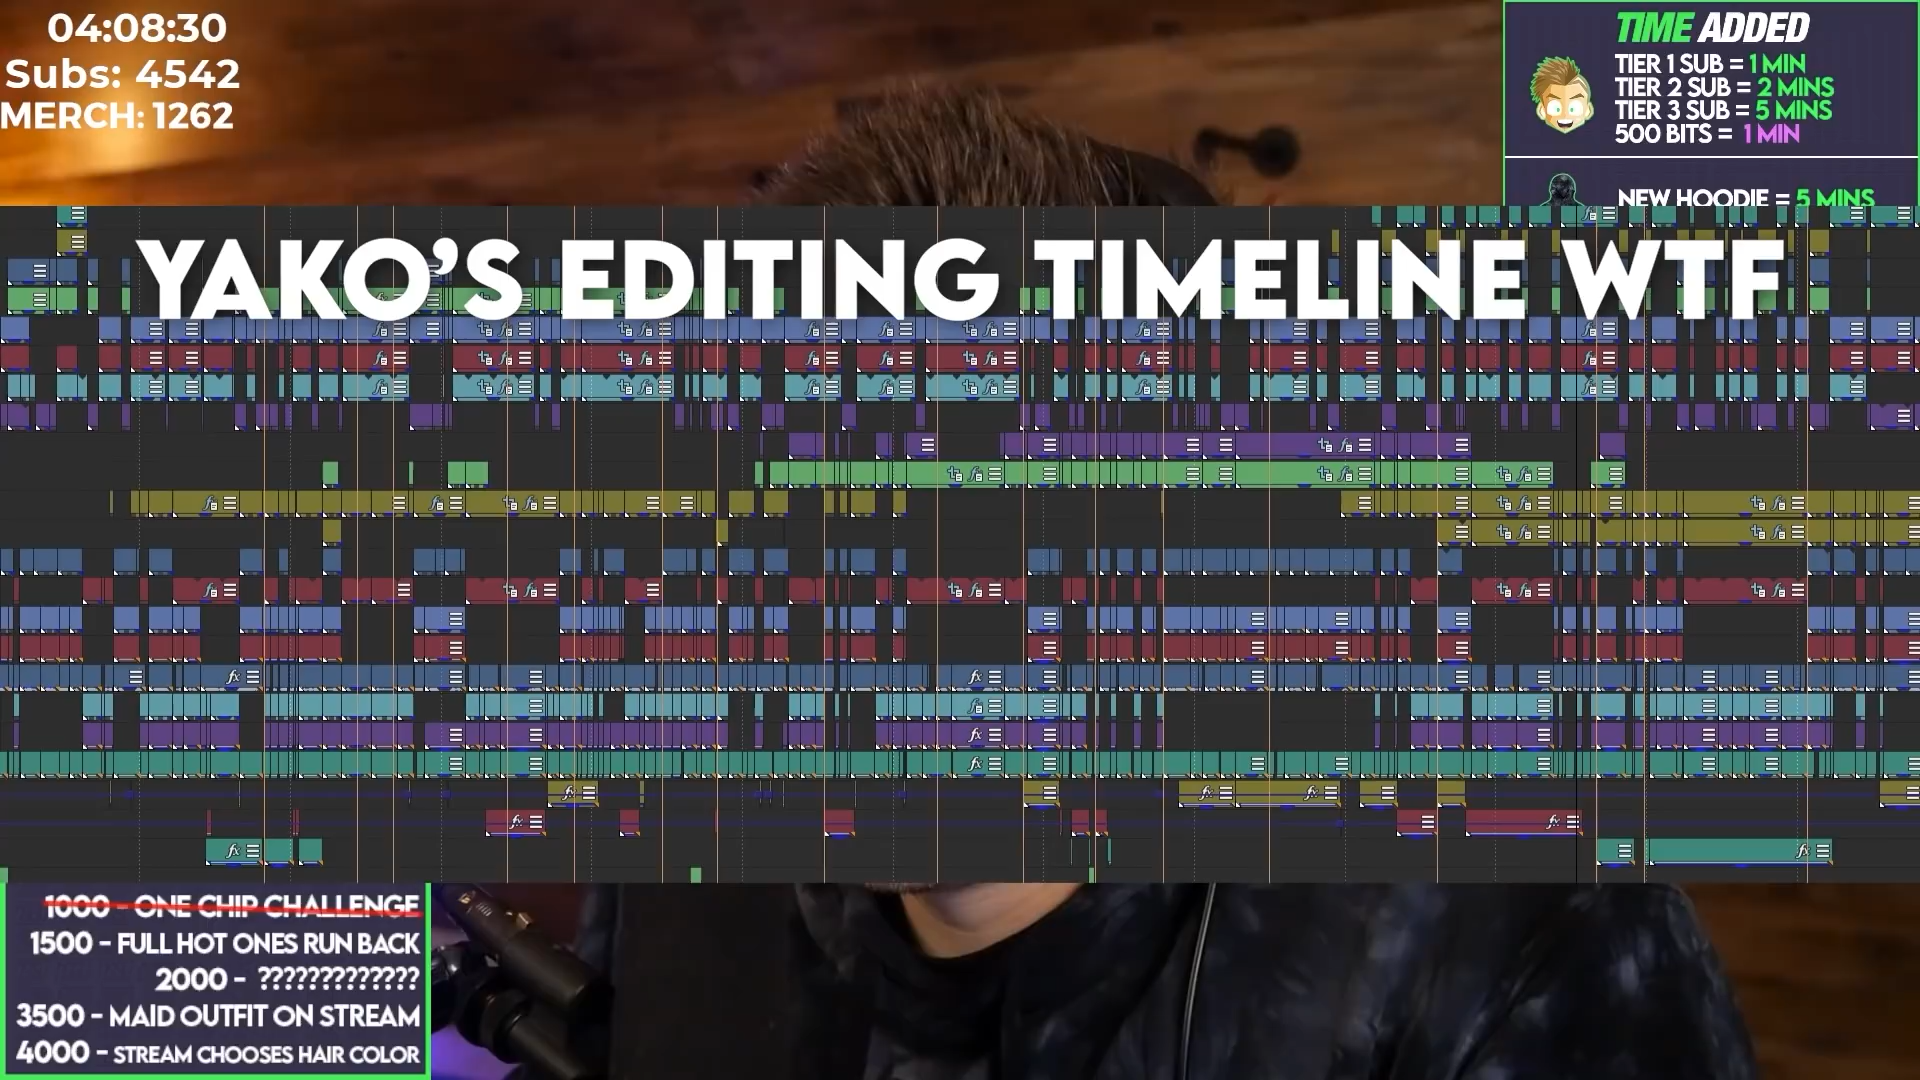 04:08:30
Subs: 4542
MERCH: 1262
TIME ADDED
TIER 1 SUB = 1 MIN
TIER 2 SUB = 2 MINS
TIER 3 SUB = 5 MINS
500 BITS = 1 MIN
NEW HOODIE = 5 MINS
YAKO'S EDITING TIMELINE WTF
1000 - ONE CHIP CHALLENGE
1500 - FULL HOT ONES RUN BACK
2000 - ?????????????
3500 - MAID OUTFIT ON STREAM
4000 - STREAM CHOOSES HAIR COLOR